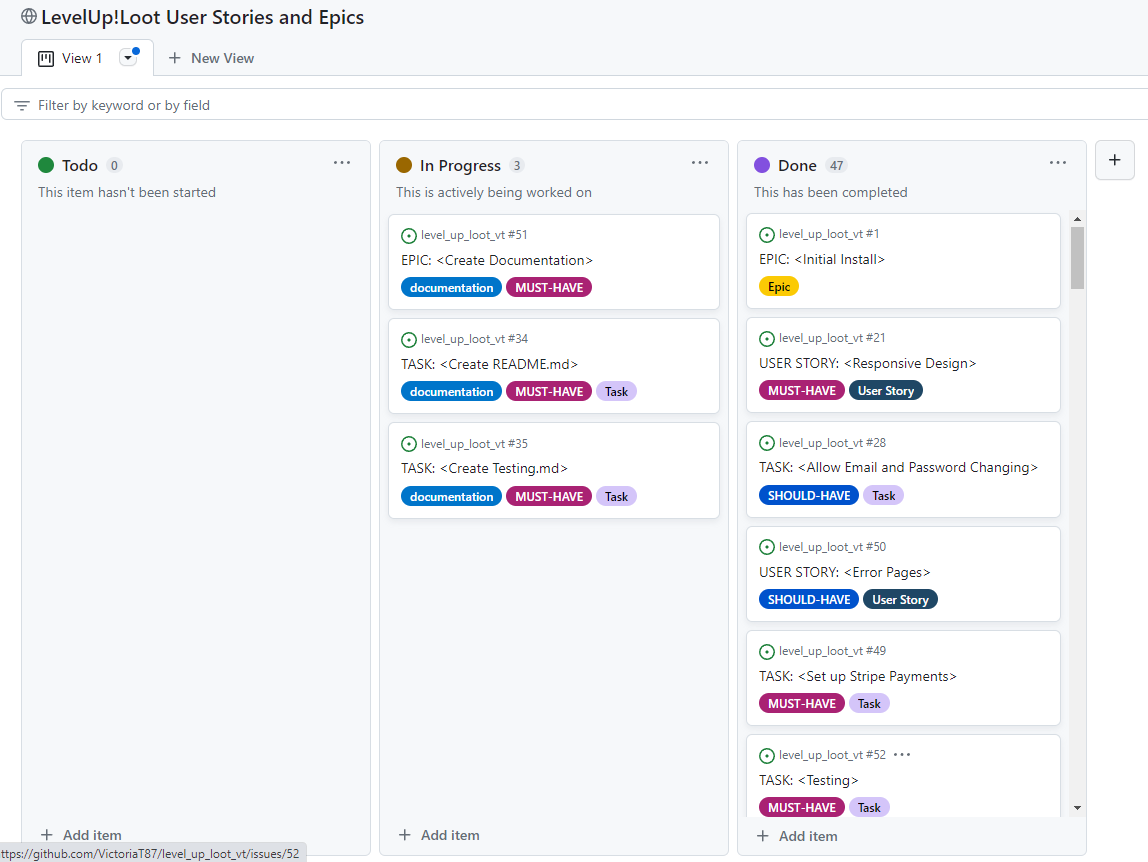 LevelUp!Loot User Stories and Epics
View 1
New View
Filter by keyword or by field
Todo 0
This item hasn't been started
Add item
In Progress 3
This is actively being worked on
level_up_loot_vt #51
EPIC: <Create Documentation>
documentation MUST-HAVE
level_up_loot_vt #34
TASK: <Create README.md>
documentation MUST-HAVE Task
level_up_loot_vt #35
TASK: <Create Testing.md>
documentation MUST-HAVE Task
Add item
Done 47
This has been completed
level_up_loot_vt #1
EPIC: <Initial Install>
Epic
level_up_loot_vt #21
USER STORY: <Responsive Design>
MUST-HAVE User Story
level_up_loot_vt #28
TASK: <Allow Email and Password Changing>
SHOULD-HAVE Task
level_up_loot_vt #50
USER STORY: <Error Pages>
SHOULD-HAVE User Story
level_up_loot_vt #49
TASK: <Set up Stripe Payments>
MUST-HAVE Task
level_up_loot_vt #52
TASK: <Testing>
MUST-HAVE Task
Add item
ttps://github.com/VictoriaT87/level_up_loot_vt/issues/52